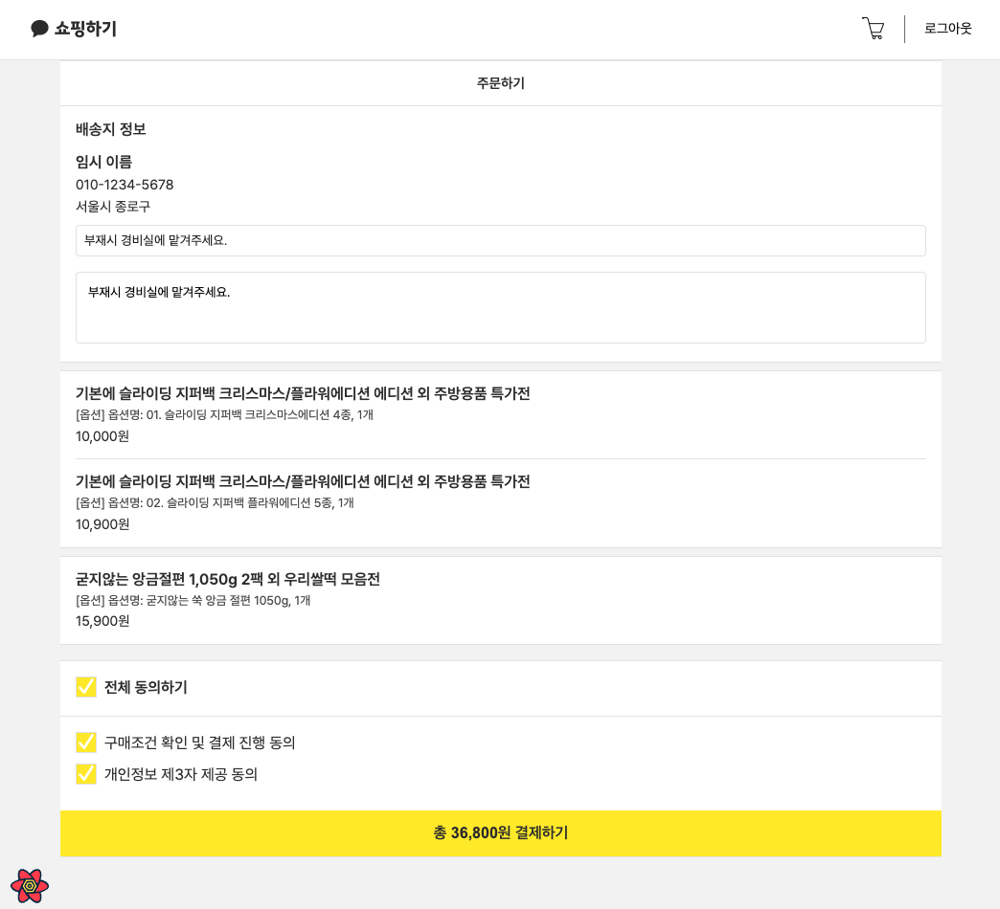 쇼핑하기
로그아웃
주문하기
배송지 정보
임시 이름
010-1234-5678
서울시 종로구
부재시 경비실에 맡겨주세요.
부재시 경비실에 맡겨주세요.
기본에 슬라이딩 지퍼백 크리스마스/플라워에디션 에디션 외 주방용품 특가전
[옵션] 옵션명: 01. 슬라이딩 지퍼백 크리스마스에디션 4종, 1개
10,000원
기본에 슬라이딩 지퍼백 크리스마스/플라워에디션 에디션 외 주방용품 특가전
[옵션] 옵션명: 02. 슬라이딩 지퍼백 플라워에디션 5종, 1개
10,900원
굳지않는 앙금절편 1,050g 2팩 외 우리쌀떡 모음전
[옵션] 옵션명: 굳지않는 쑥 앙금 절편 1050g, 1개
15,900원
전체 동의하기
구매조건 확인 및 결제 진행 동의
개인정보 제3자 제공 동의
총 36,800원 결제하기